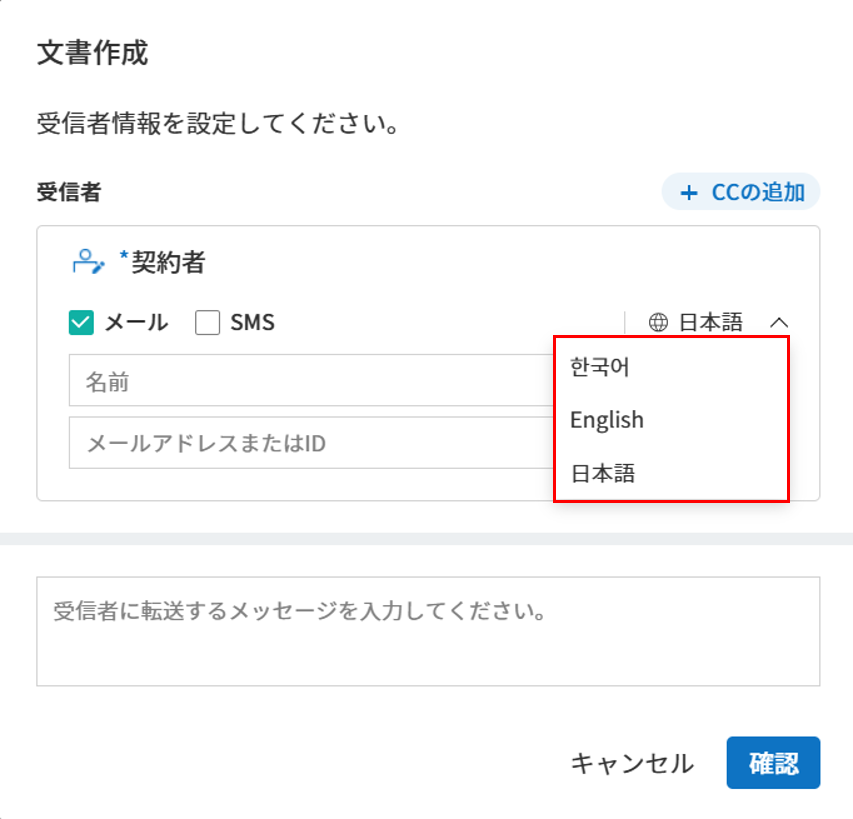 文書作成
受信者情報を設定してください。
受信者
+ CCの追加
*契約者
メール
SMS
日本語
名前
メールアドレスまたはID
한국어
English
日本語
受信者に転送するメッセージを入力してください。
キャンセル
確認